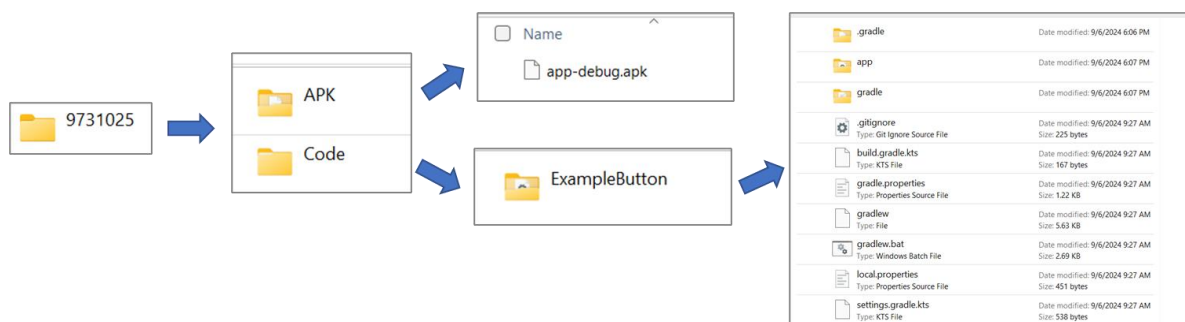 9731025
APK
Code
Name
app-debug.apk
ExampleButton
.gradle Date modified: 9/6/2024 6:06 PM
app Date modified: 9/6/2024 6:07 PM
gradle Date modified: 9/6/2024 6:07 PM
.gitignore Date modified: 9/6/2024 9:27 AM
Type: Git Ignore Source File Size: 225 bytes
build.gradle.kts Date modified: 9/6/2024 9:27 AM
Type: KTS File Size: 167 bytes
gradle.properties Date modified: 9/6/2024 9:27 AM
Type: Properties Source File Size: 1.22 KB
gradlew Date modified: 9/6/2024 9:27 AM
Type: File Size: 5.63 KB
gradlew.bat Date modified: 9/6/2024 9:27 AM
Type: Windows Batch File Size: 2.69 KB
local.properties Date modified: 9/6/2024 9:27 AM
Type: Properties Source File Size: 451 bytes
settings.gradle.kts Date modified: 9/6/2024 9:27 AM
Type: KTS File Size: 538 bytes